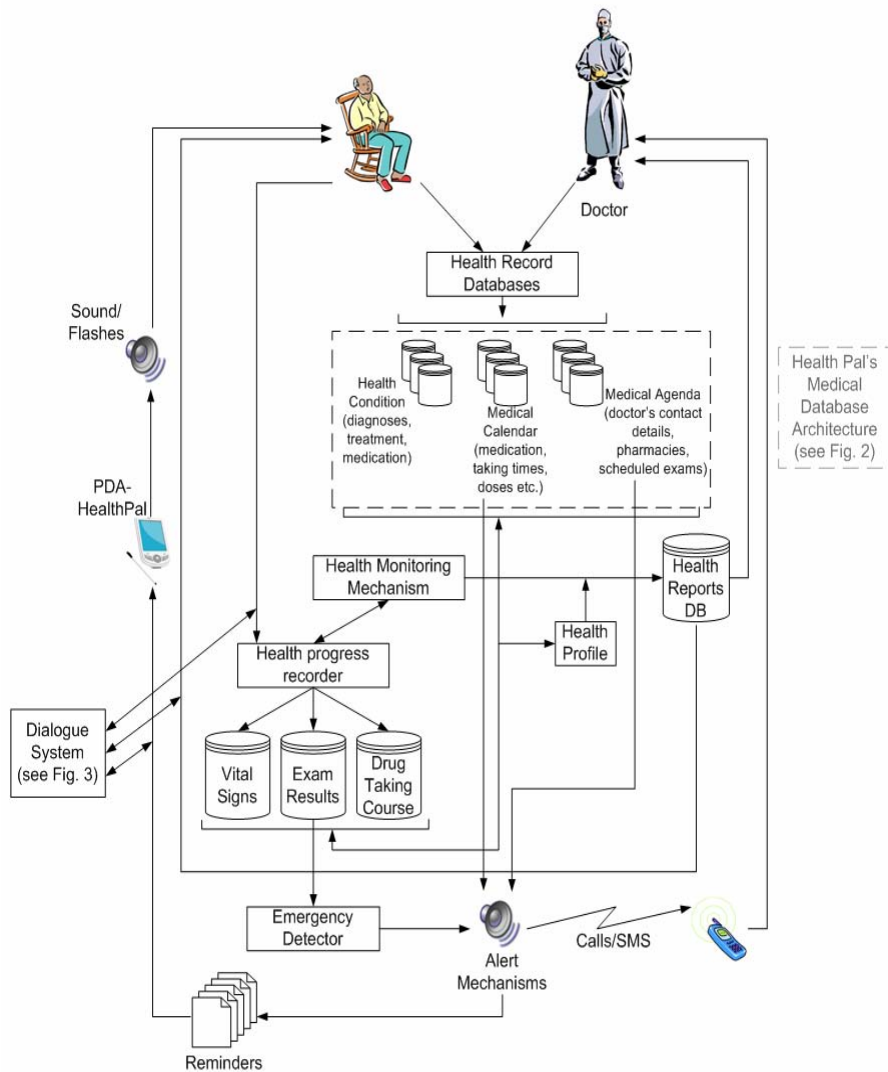 Doctor
Health Record
Databases
Sound/
Flashes
Health
Condition
(diagnoses,
treatment,
medication)
Medical
Calendar
(medication,
taking times,
doses etc.)
Medical Agenda
(doctor's contact
details,
pharmacies,
scheduled exams)
Health Pal's
Medical
Database
Architecture
(see Fig. 2)
PDA-
HealthPal
Health Monitoring
Mechanism
Health
Reports
DB
Health
Profile
Health progress
recorder
Dialogue
System
(see Fig. 3)
Vital
Signs
Exam
Results
Drug
Taking
Course
Emergency
Detector
Alert
Mechanisms
Calls/SMS
Reminders